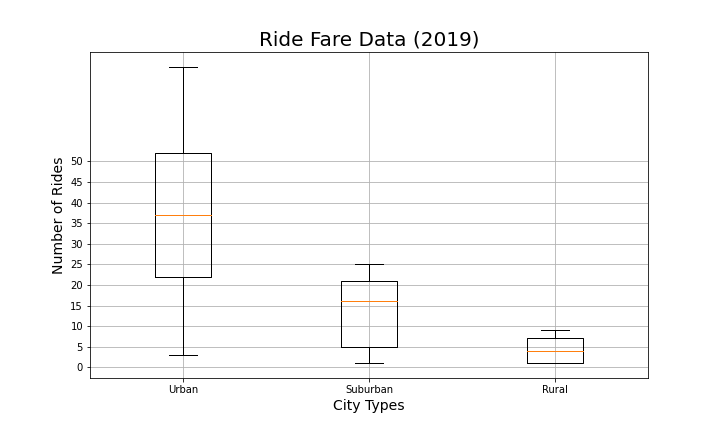 Ride Fare Data (2019)
Number of Rides
50
45
40
35
30
25
20
15
10
5
0
Urban
Suburban
Rural
City Types